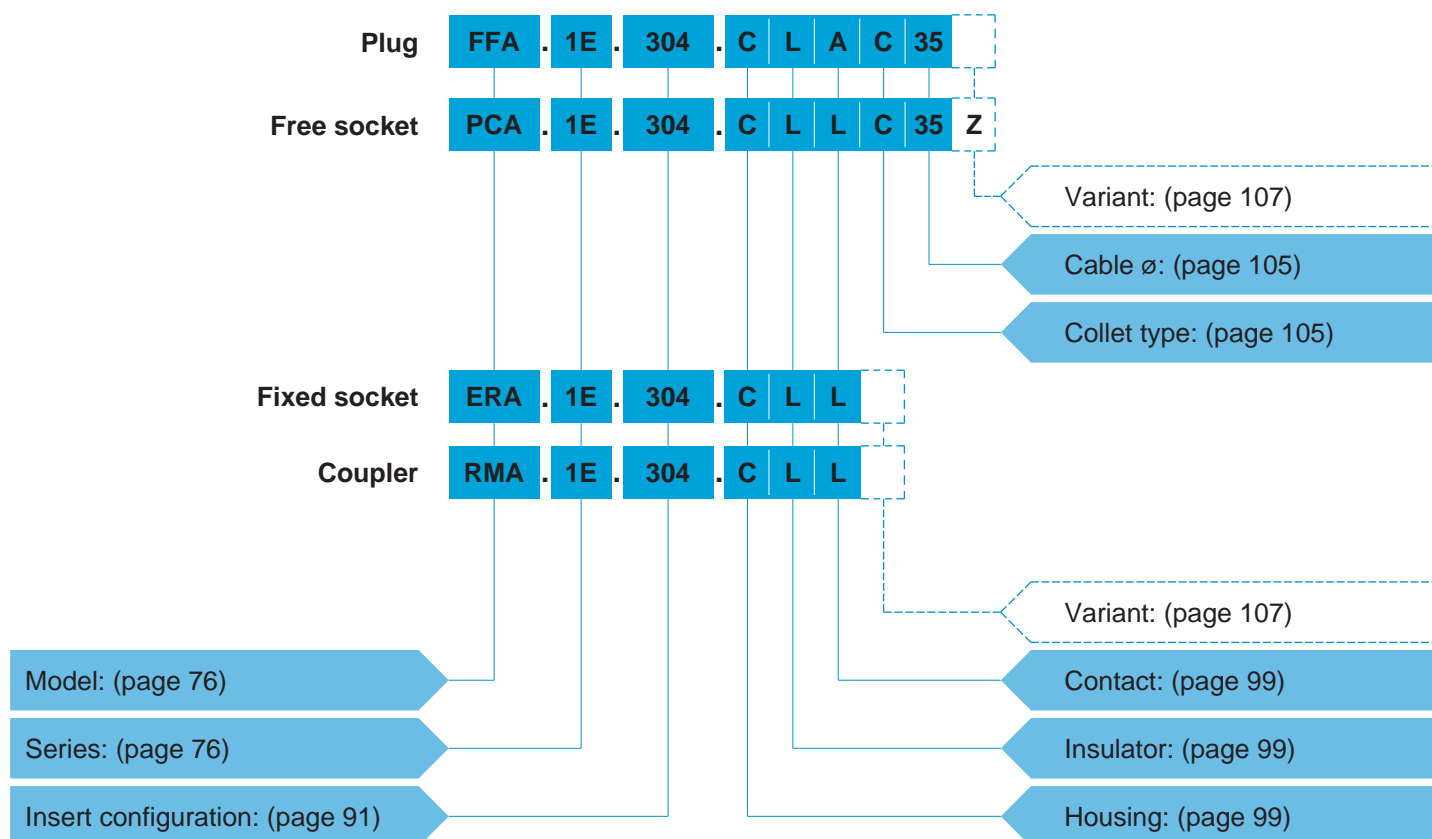 Plug FFA . 1E . 304 . C L A C 35
Free socket PCA . 1E . 304 . C L L C 35 Z
Variant: (page 107)
Cable ø: (page 105)
Collet type: (page 105)
Fixed socket ERA . 1E . 304 . C L L
Coupler RMA . 1E . 304 . C L L
Variant: (page 107)
Model: (page 76) Contact: (page 99)
Series: (page 76) Insulator: (page 99)
Insert configuration: (page 91) Housing: (page 99)